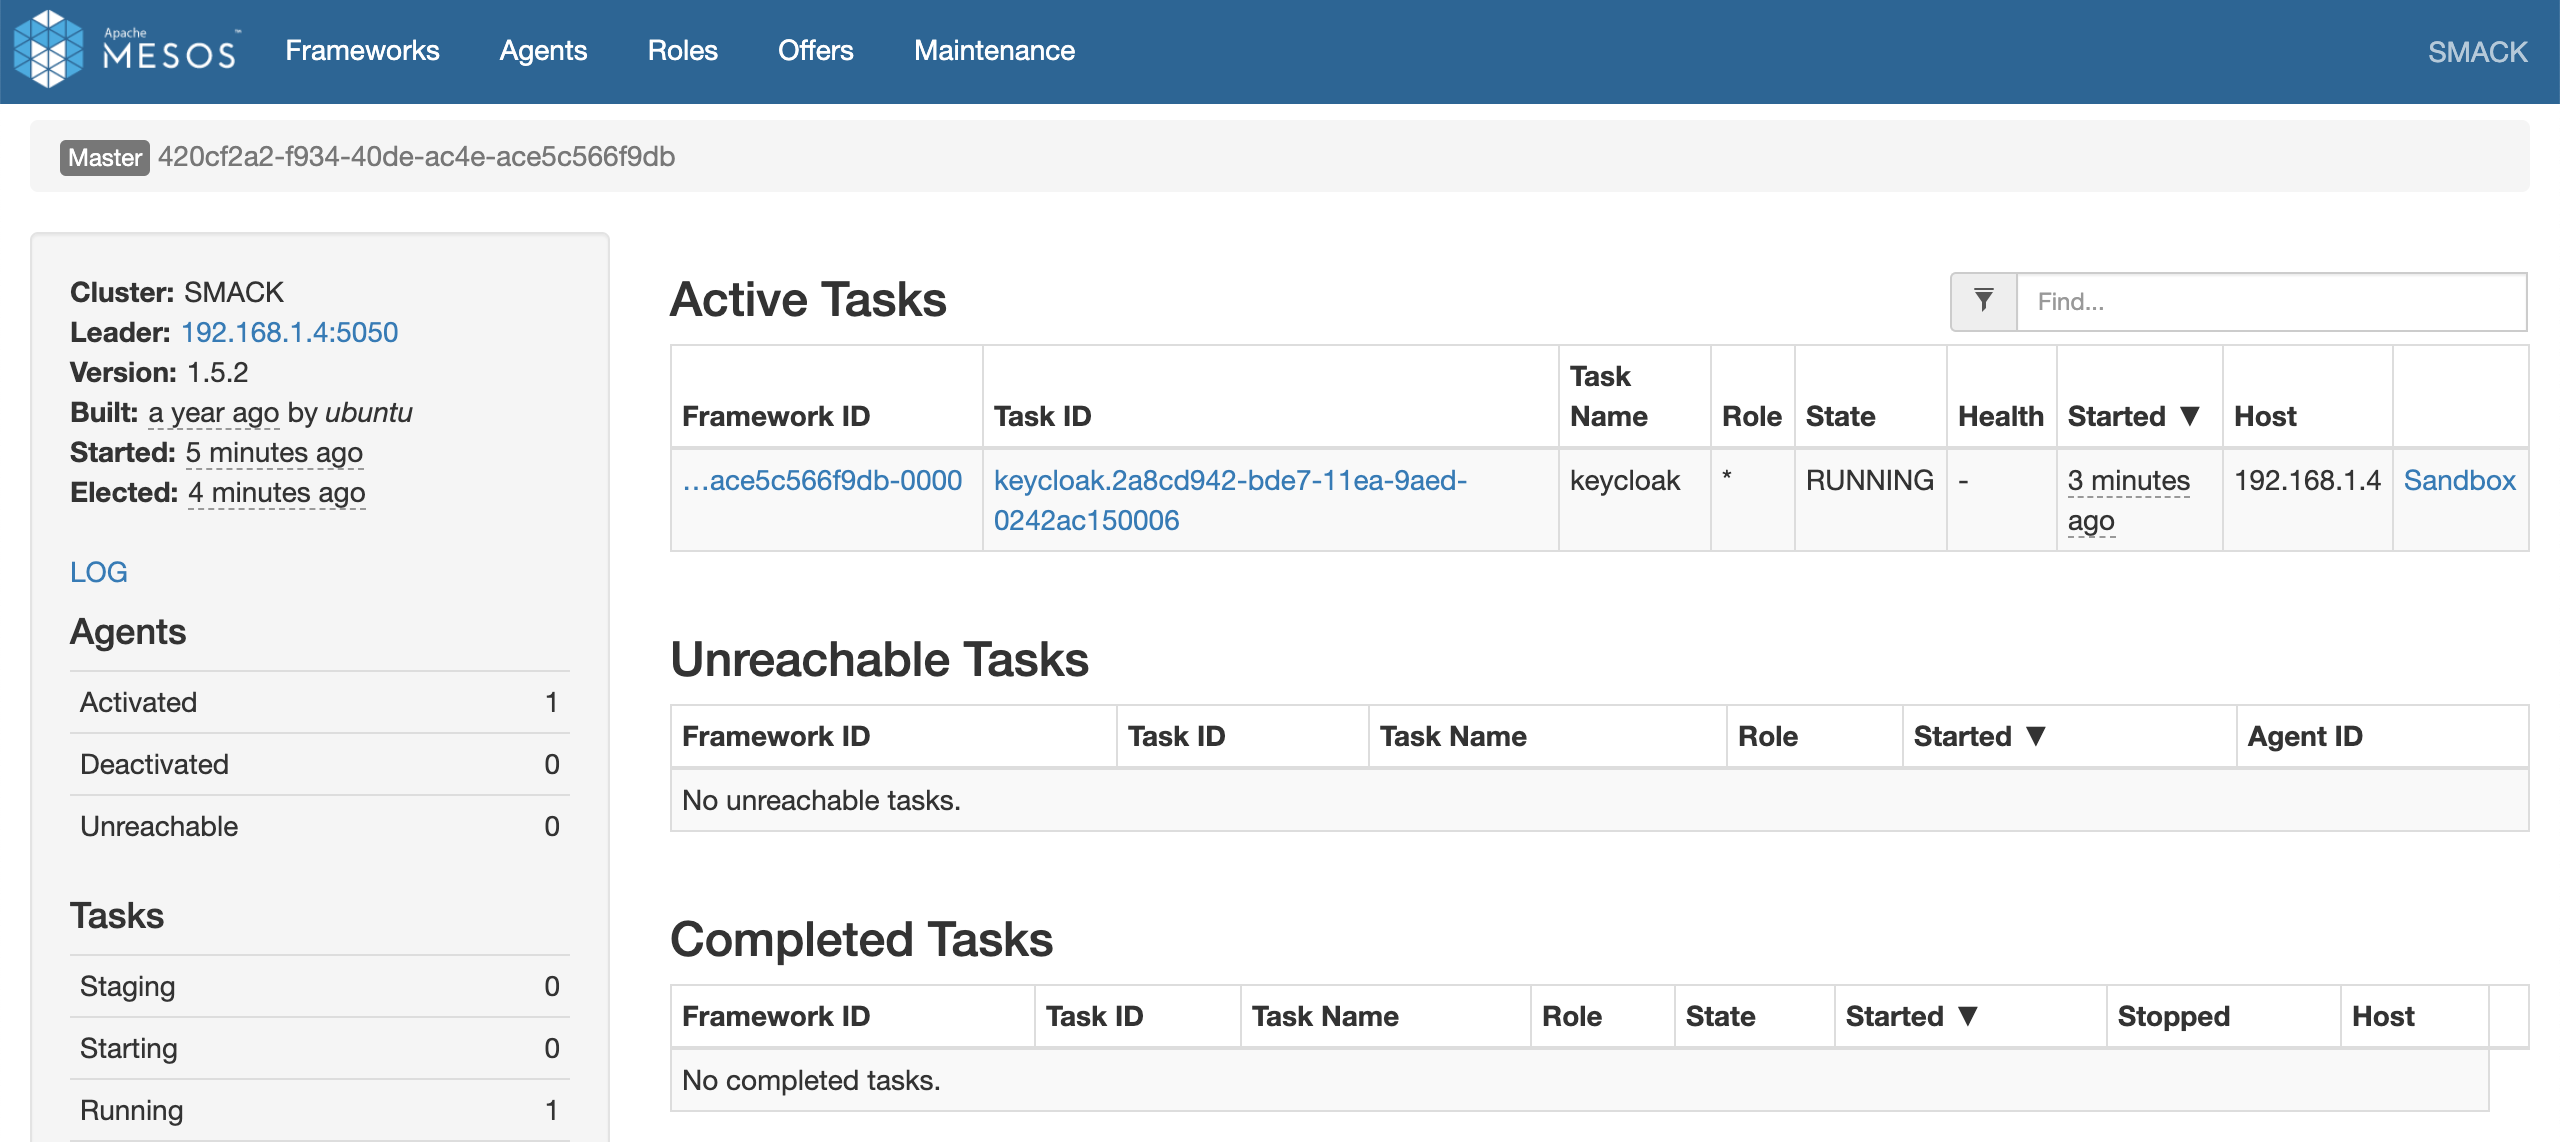 Apache
MESOS™
Frameworks
Agents
Roles
Offers
Maintenance
SMACK
Master 420cf2a2-f934-40de-ac4e-ace5c566f9db
Cluster: SMACK
Leader: 192.168.1.4:5050
Version: 1.5.2
Built: a year ago by ubuntu
Started: 5 minutes ago
Elected: 4 minutes ago
LOG
Agents
Activated 1
Deactivated 0
Unreachable 0
Tasks
Staging 0
Starting 0
Running 1
Active Tasks
Find...
Framework ID Task ID Task Name Role State Health Started ▼ Host
…ace5c566f9db-0000 keycloak.2a8cd942-bde7-11ea-9aed-0242ac150006 keycloak * RUNNING - 3 minutes ago 192.168.1.4 Sandbox
Unreachable Tasks
Framework ID Task ID Task Name Role Started ▼ Agent ID
No unreachable tasks.
Completed Tasks
Framework ID Task ID Task Name Role State Started ▼ Stopped Host
No completed tasks.